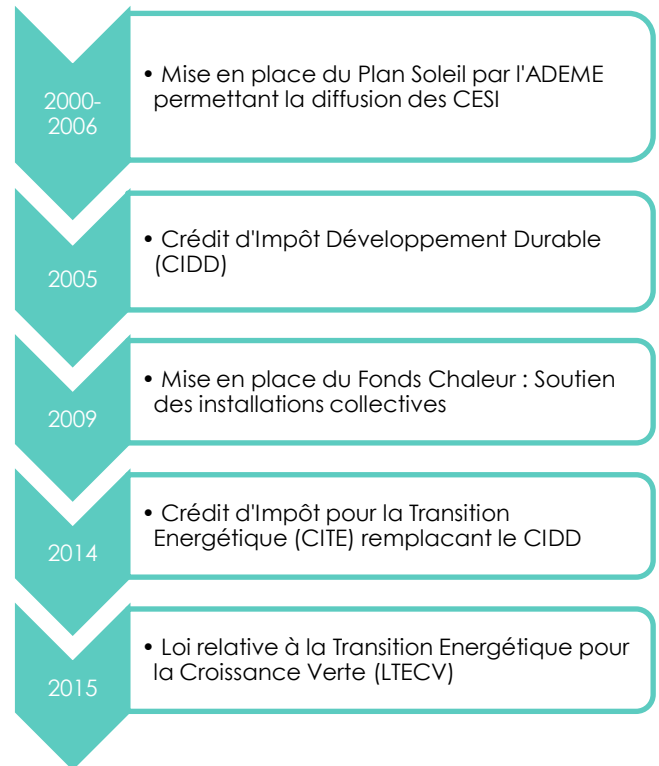 2000-
2006
• Mise en place du Plan Soleil par l'ADEME
permettant la diffusion des CESI
2005
• Crédit d'Impôt Développement Durable
(CIDD)
2009
• Mise en place du Fonds Chaleur : Soutien
des installations collectives
2014
• Crédit d'Impôt pour la Transition
Energétique (CITE) remplacant le CIDD
2015
• Loi relative à la Transition Energétique pour
la Croissance Verte (LTECV)